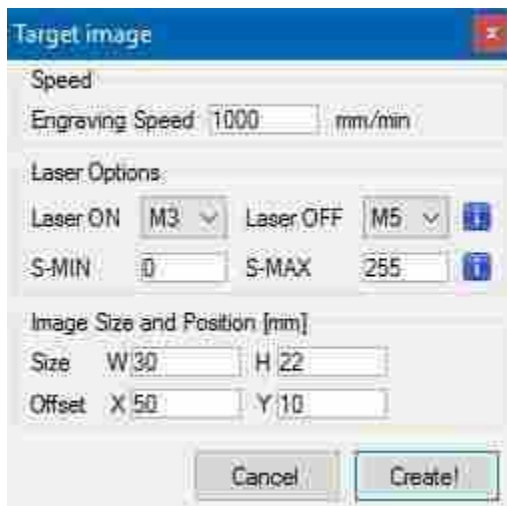 Target image
Speed
Engraving Speed 1000 mm/min
Laser Options
Laser ON M3 Laser OFF M5
S-MIN 0 S-MAX 255
Image Size and Position [mm]
Size W 30 H 22
Offset X 50 Y 10
Cancel Create!